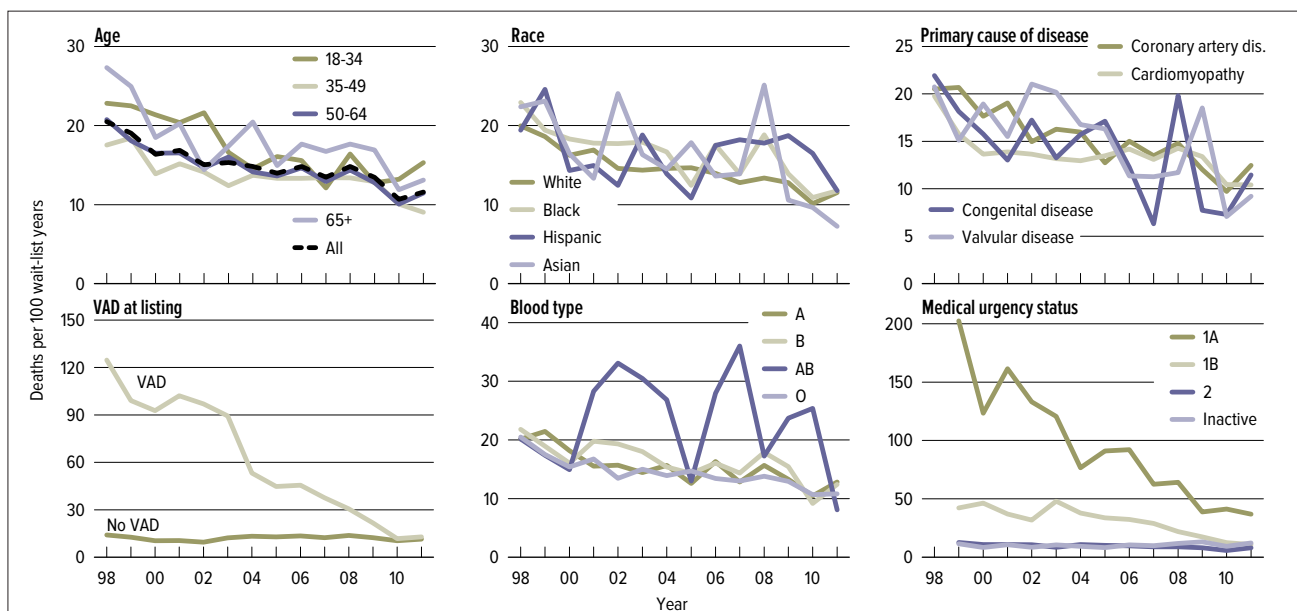 Deaths per 100 wait-list years
Age
30
20
10
0
18-34
35-49
50-64
65+
All
Race
30
20
10
0
White
Black
Hispanic
Asian
Primary cause of disease
25
20
15
10
5
0
Coronary artery dis.
Cardiomyopathy
Congenital disease
Valvular disease
VAD at listing
150
120
90
60
30
0
VAD
No VAD
98 00 02 04 06 08 10
Blood type
40
30
20
10
0
A
B
AB
O
98 00 02 04 06 08 10
Medical urgency status
200
150
100
50
0
1A
1B
2
Inactive
98 00 02 04 06 08 10
Year